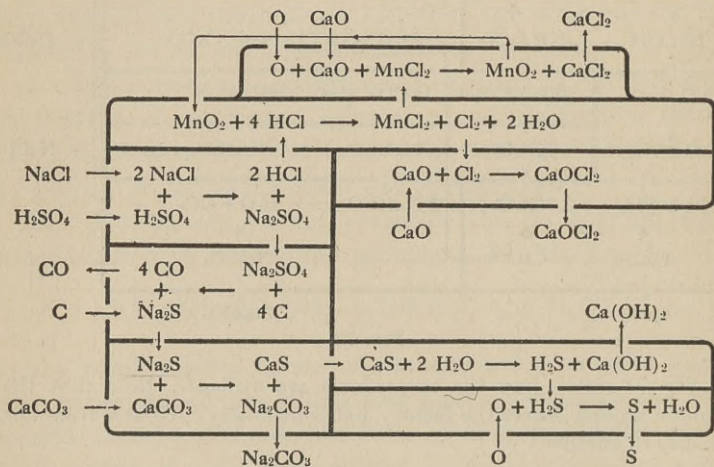 O CaO CaCl₂
O + CaO + MnCl₂ → MnO₂ + CaCl₂
MnO₂ + 4 HCl → MnCl₂ + Cl₂ + 2 H₂O
NaCl → 2 NaCl 2 HCl CaO + Cl₂ → CaOCl₂
+ → +
H₂SO₄ → H₂SO₄ Na₂SO₄ CaO CaOCl₂
CO ← 4 CO Na₂SO₄
+ ← +
C → Na₂S 4 C Ca(OH)₂
Na₂S CaS → CaS + 2 H₂O → H₂S + Ca(OH)₂
+ → +
CaCO₃ → CaCO₃ Na₂CO₃ O + H₂S → S + H₂O
Na₂CO₃ O S